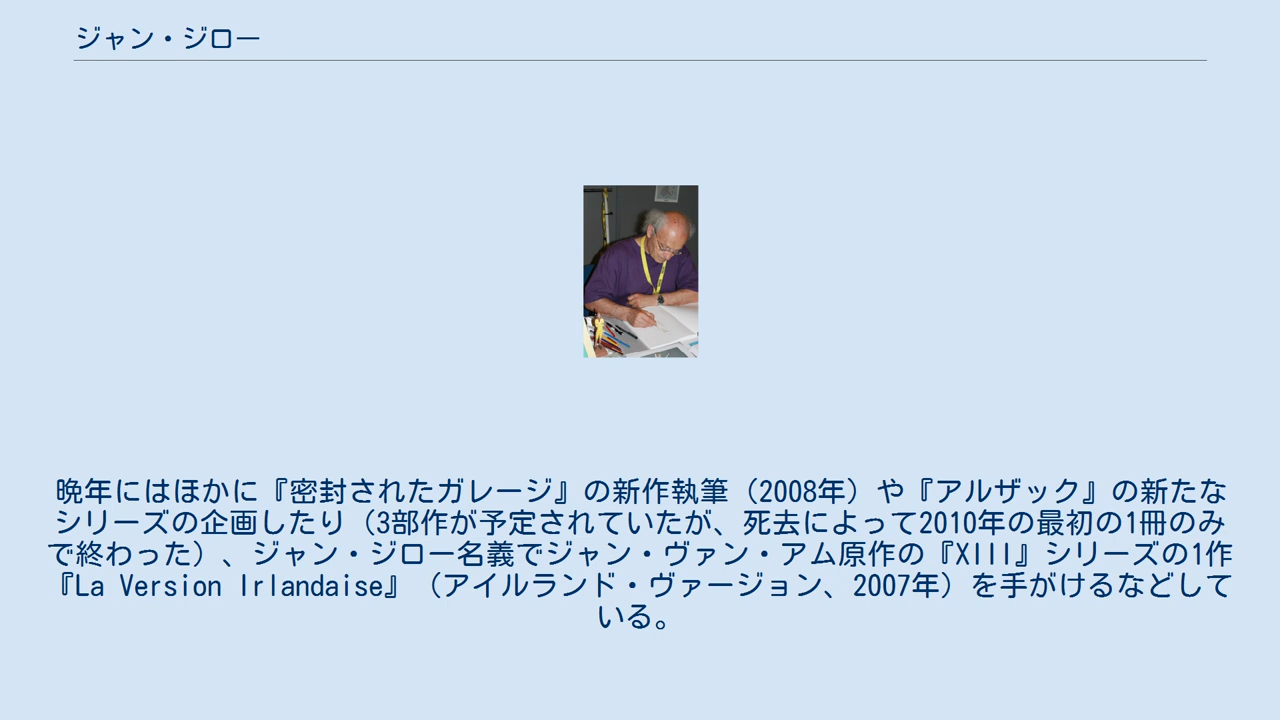 ジャン・ジロー
晩年にはほかに『密封されたガレージ』の新作執筆（2008年）や『アルザック』の新たな
シリーズの企画したり（3部作が予定されていたが、死去によって2010年の最初の1冊のみ
で終わった）、ジャン・ジロー名義でジャン・ヴァン・アム原作の『XIII』シリーズの1作
『La Version Irlandaise』（アイルランド・ヴァージョン、2007年）を手がけるなどして
いる。